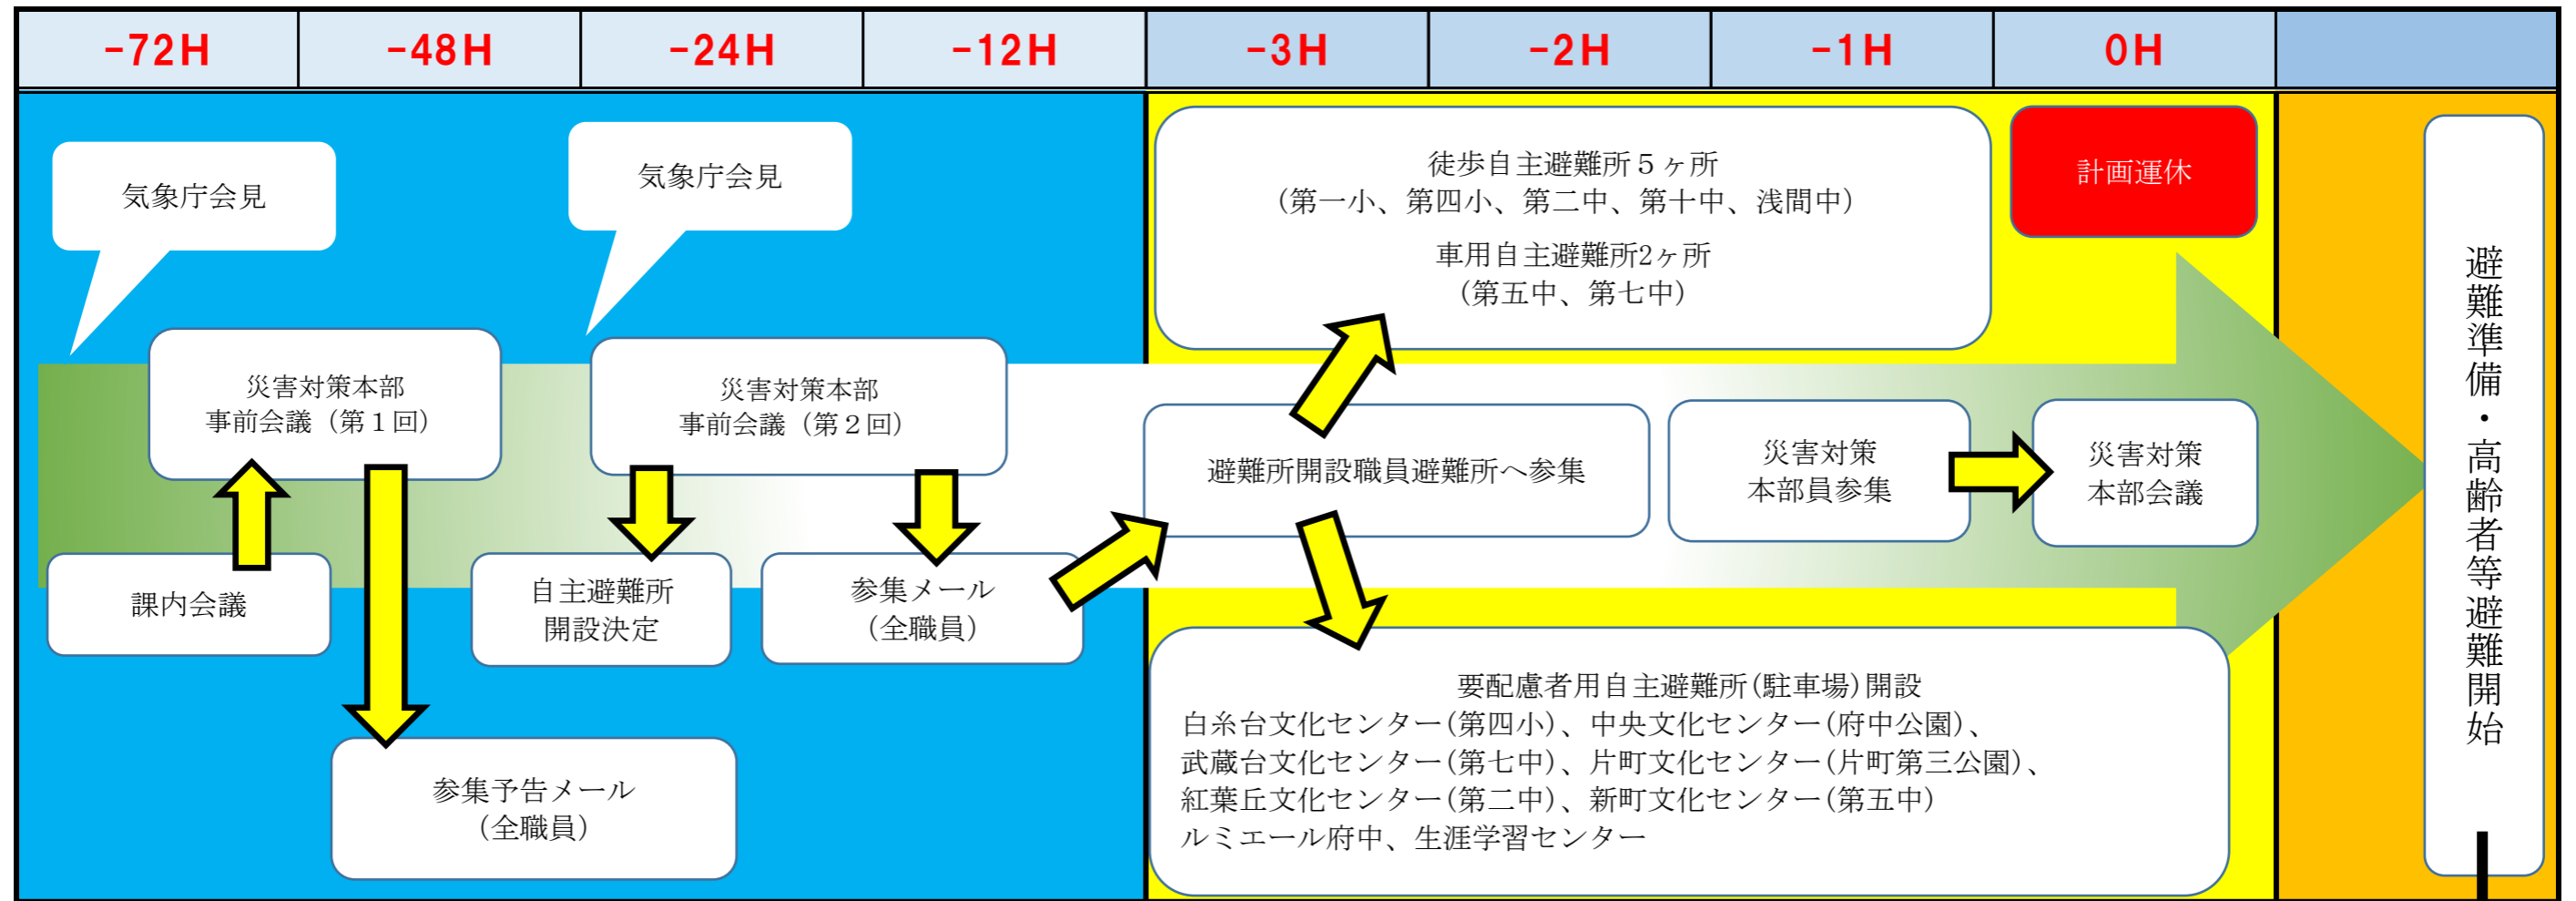 -72H
-48H
-24H
-12H
-3H
-2H
-1H
0H
気象庁会見
気象庁会見
災害対策本部
事前会議（第１回）
災害対策本部
事前会議（第２回）
課内会議
自主避難所
開設決定
参集メール
（全職員）
参集予告メール
（全職員）
徒歩自主避難所５ヶ所
（第一小、第四小、第二中、第十中、浅間中）
車用自主避難所2ヶ所
（第五中、第七中）
計画運休
避難所開設職員避難所へ参集
災害対策
本部員参集
災害対策
本部会議
要配慮者用自主避難所(駐車場)開設
白糸台文化センター(第四小)、中央文化センター(府中公園)、
武蔵台文化センター(第七中)、片町文化センター(片町第三公園)、
紅葉丘文化センター(第二中)、新町文化センター(第五中)
ルミエール府中、生涯学習センター
避難準備・高齢者等避難開始